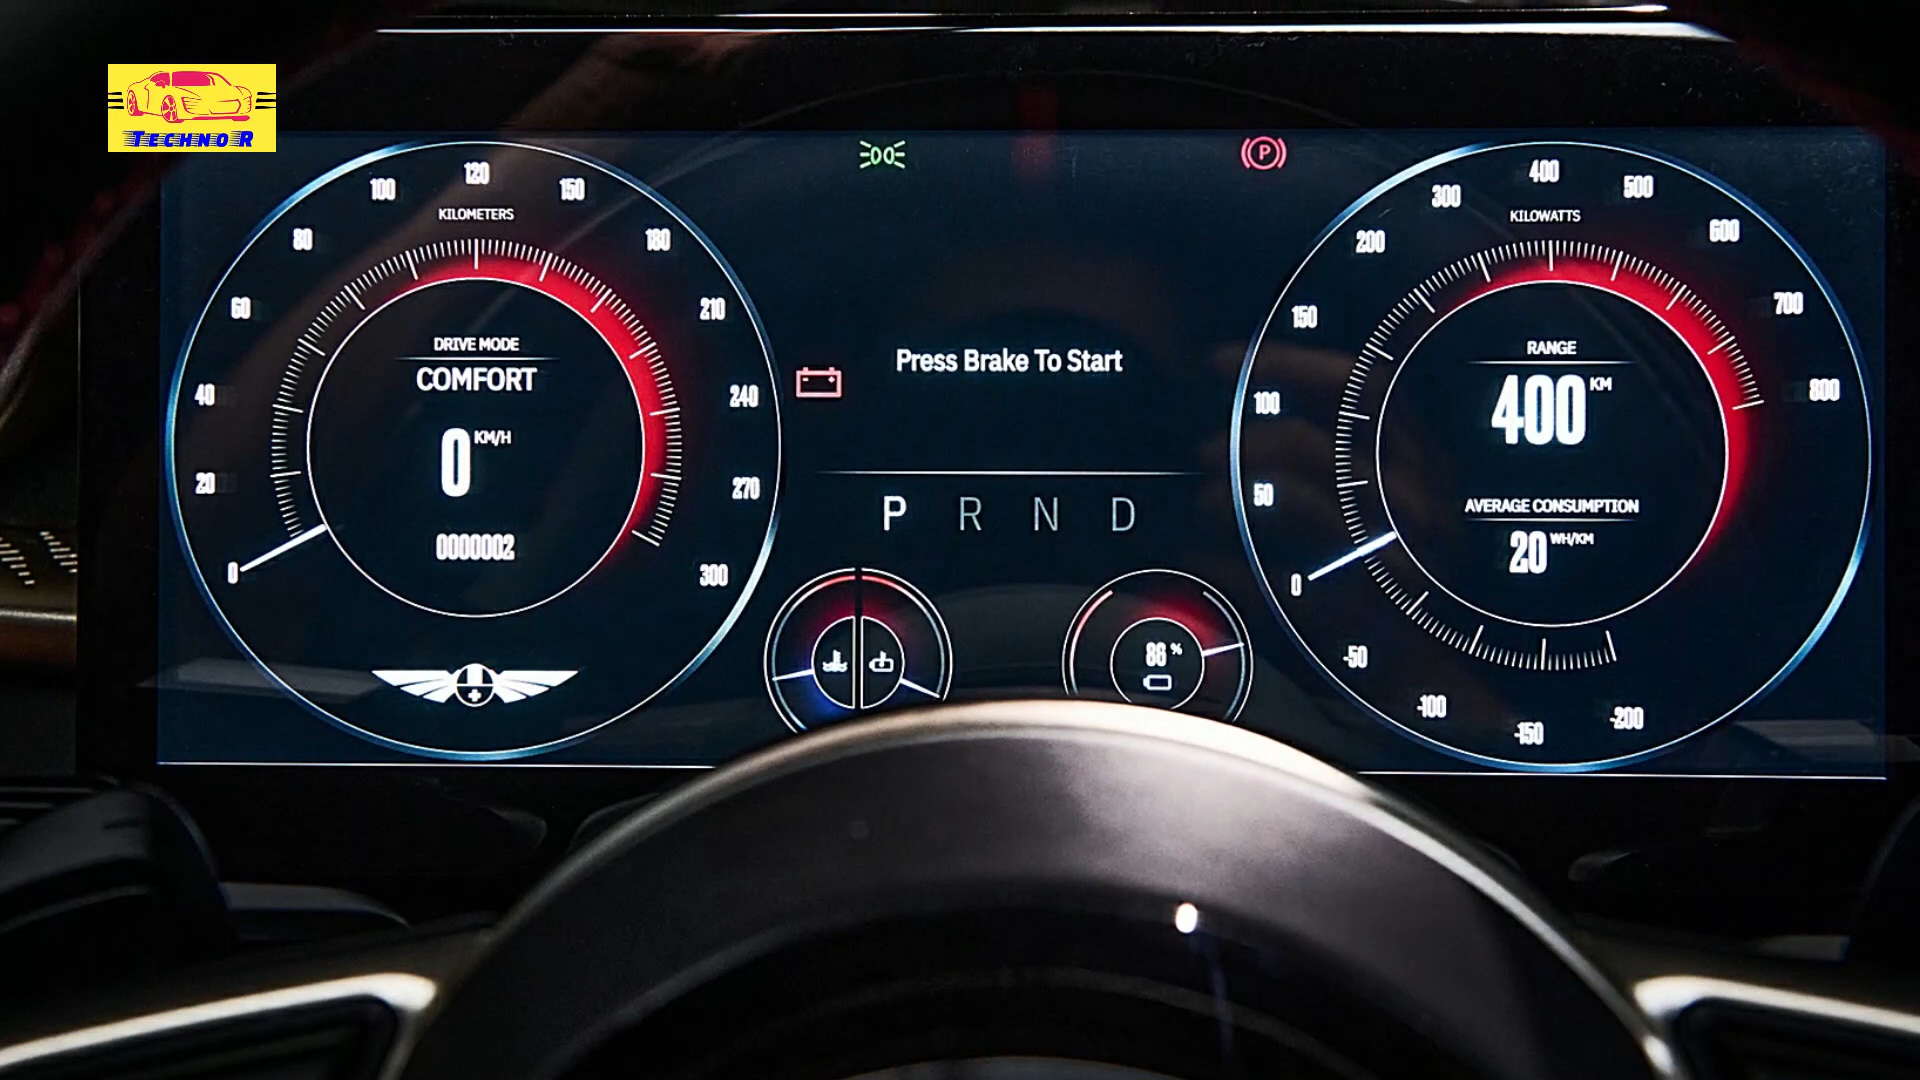 TECHNO R
0
20
40
60
80
100
120
150
180
210
240
270
300
KILOMETERS
DRIVE MODE
COMFORT
0 KM/H
0000002
Press Brake To Start
P R N D
86 %
P
-200
-150
-100
-50
0
50
100
150
200
300
400
500
600
700
800
KILOWATTS
RANGE
400 KM
AVERAGE CONSUMPTION
20 WH/KM